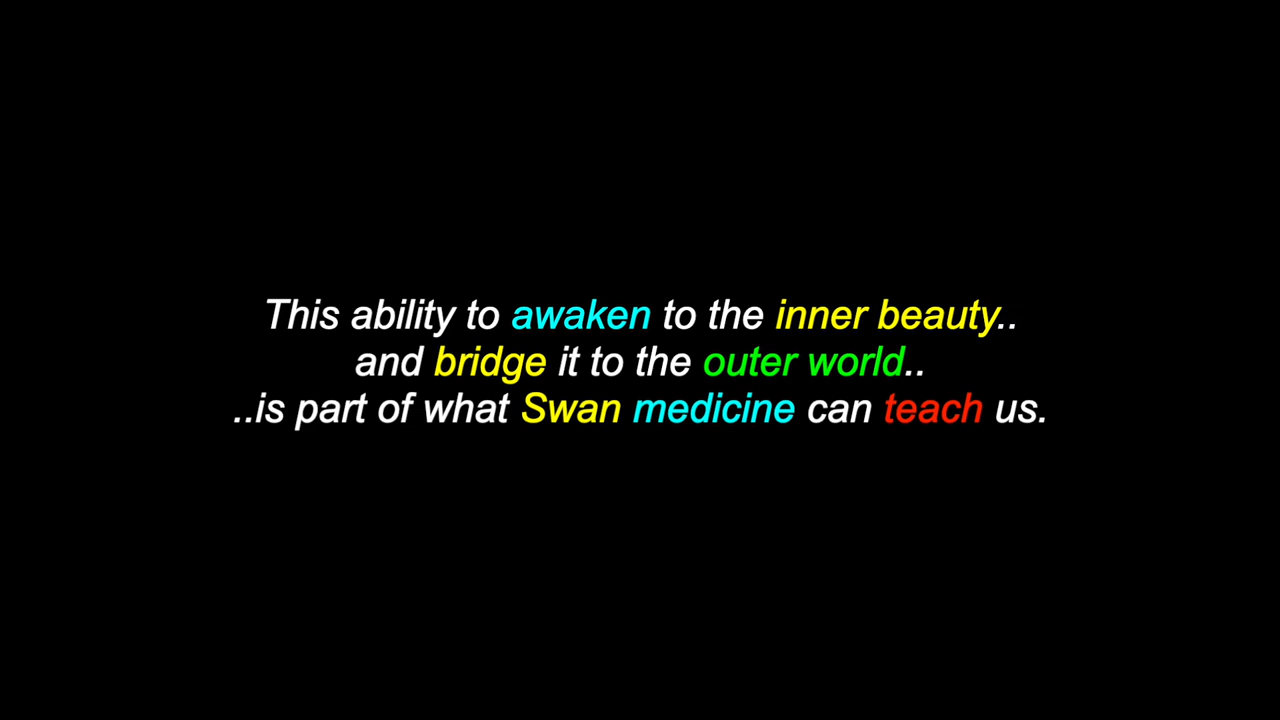 This ability to awaken to the inner beauty..
and bridge it to the outer world..
..is part of what Swan medicine can teach us.